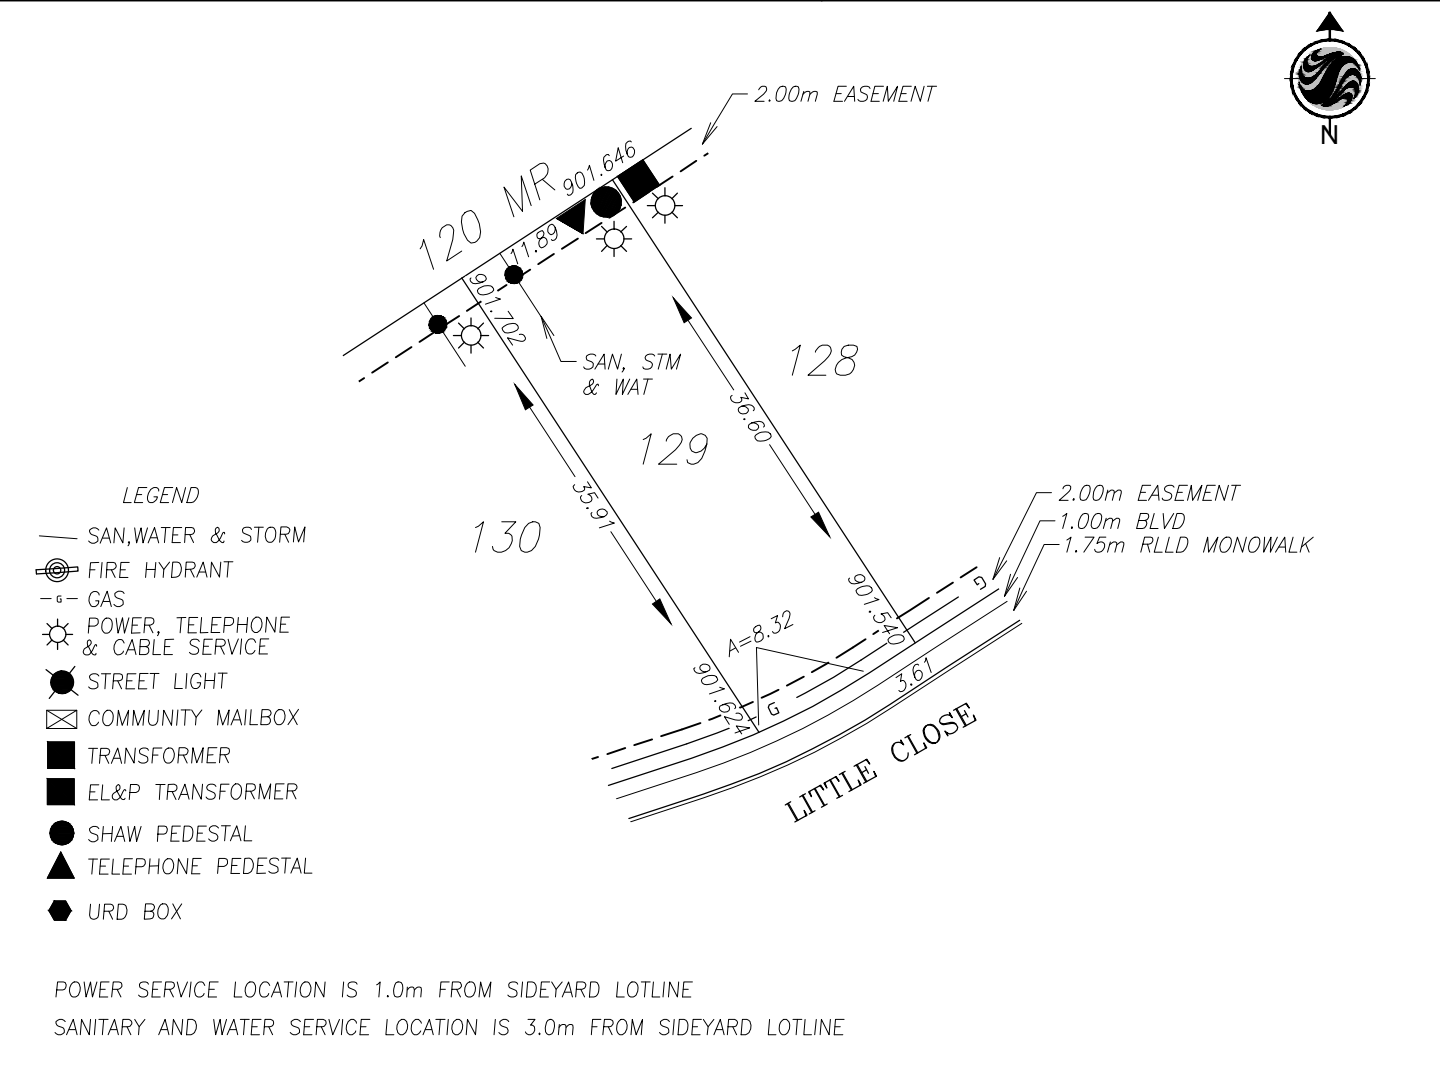 2.00m EASEMENT
N
120 MR
901.646
11.89
901.702
SAN, STM
& WAT
128
36.60
129
35.91
130
2.00m EASEMENT
1.00m BLVD
1.75m RLLD MONOWALK
G
901.540
A=8.32
901.624
G
3.61
LITTLE CLOSE
LEGEND
SAN,WATER & STORM
FIRE HYDRANT
G GAS
POWER, TELEPHONE
& CABLE SERVICE
STREET LIGHT
COMMUNITY MAILBOX
TRANSFORMER
EL&P TRANSFORMER
SHAW PEDESTAL
TELEPHONE PEDESTAL
URD BOX
POWER SERVICE LOCATION IS 1.0m FROM SIDEYARD LOTLINE
SANITARY AND WATER SERVICE LOCATION IS 3.0m FROM SIDEYARD LOTLINE